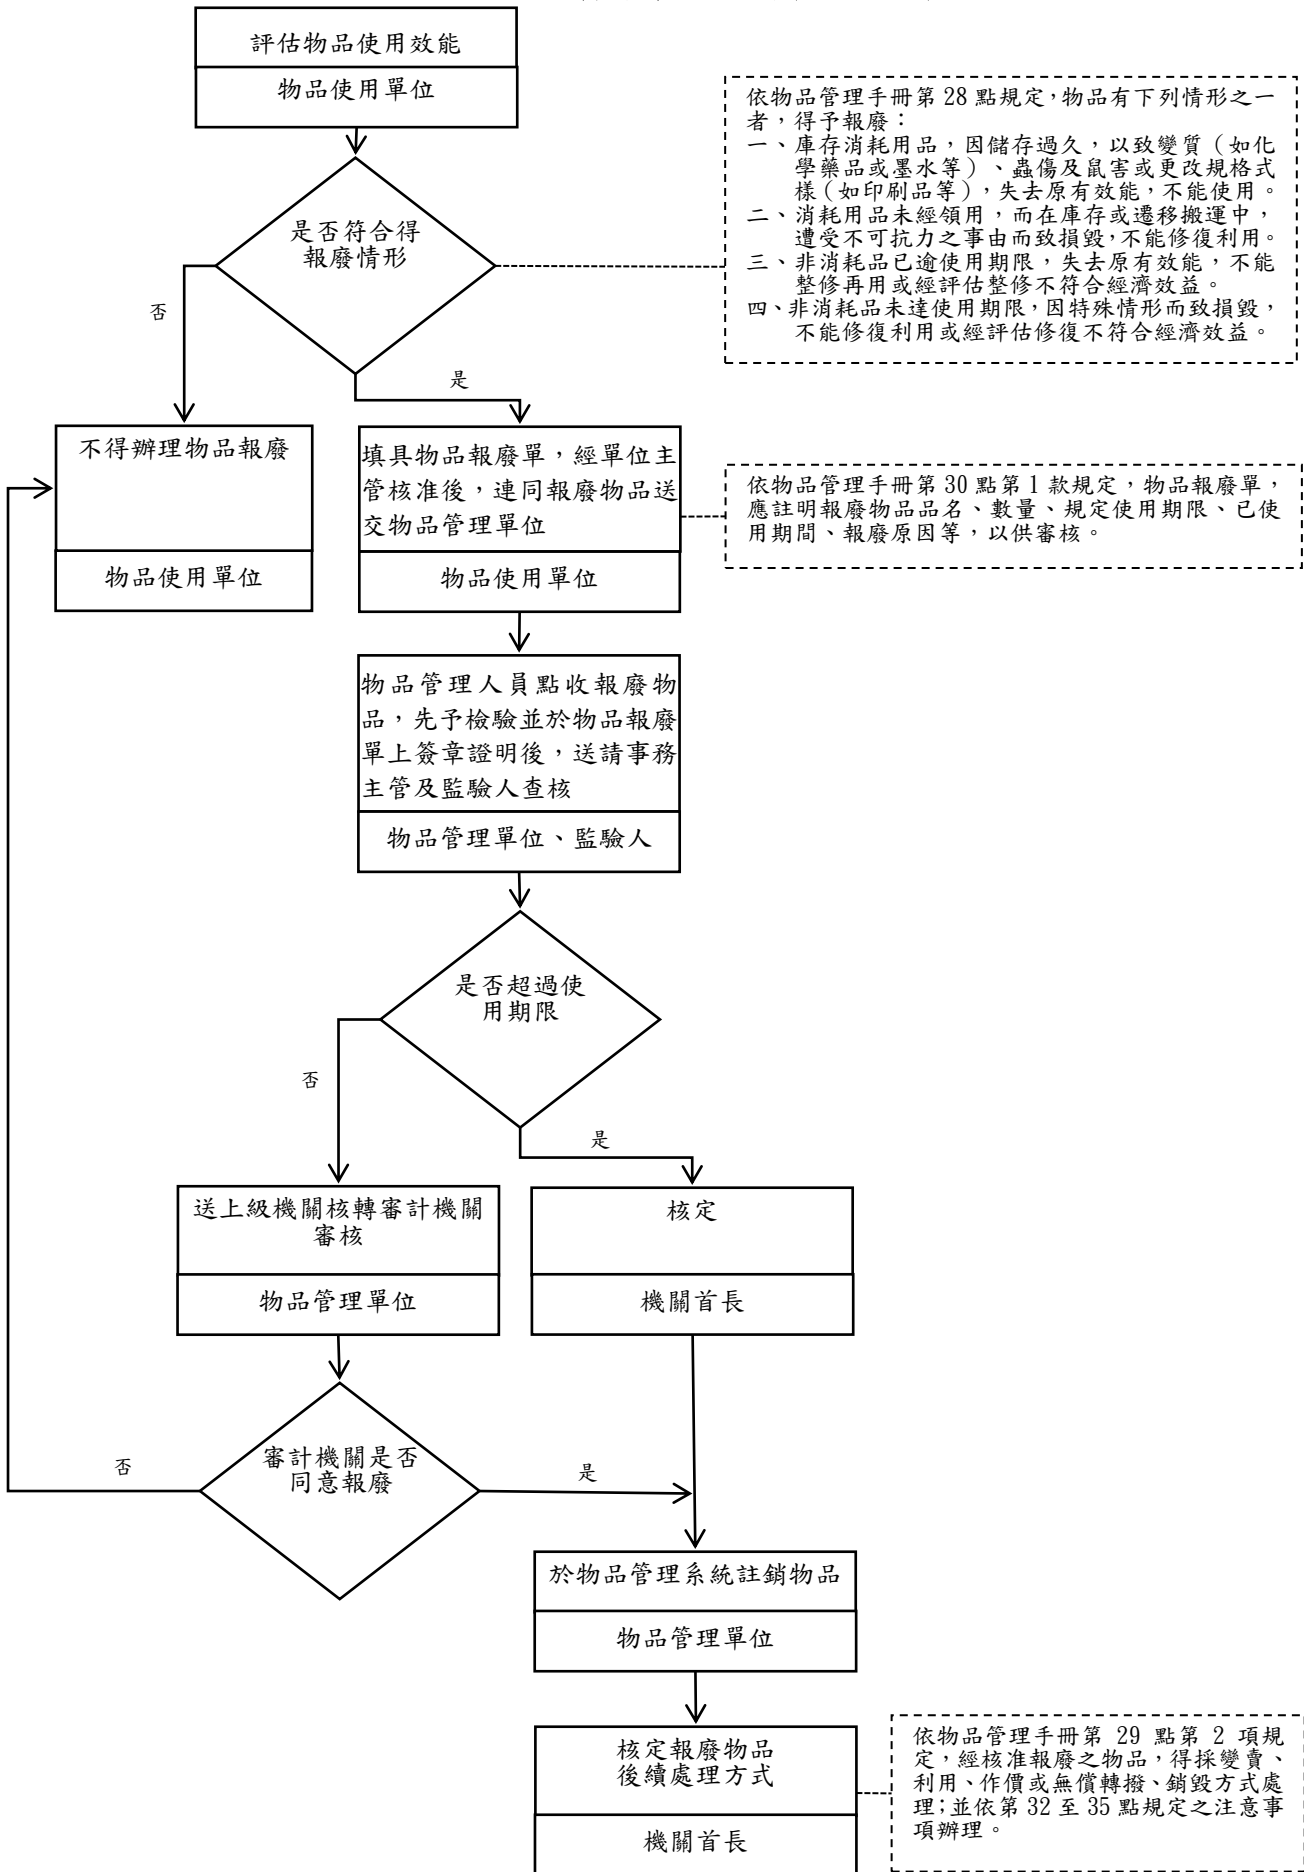 評估物品使用效能
物品使用單位
依物品管理手冊第 28 點規定,物品有下列情形之一
者,得予報廢:
一、庫存消耗用品,因儲存過久,以致變質(如化
學藥品或墨水等)、蟲傷及鼠害或更改規格式
樣(如印刷品等),失去原有效能,不能使用。
二、消耗用品未經領用,而在庫存或遷移搬運中,
遭受不可抗力之事由而致損毀,不能修復利用。
三、非消耗品已逾使用期限,失去原有效能,不能
整修再用或經評估整修不符合經濟效益。
四、非消耗品未達使用期限,因特殊情形而致損毀,
不能修復利用或經評估修復不符合經濟效益。
是否符合得
報廢情形
否
是
不得辦理物品報廢
物品使用單位
填具物品報廢單,經單位主
管核准後,連同報廢物品送
交物品管理單位
物品使用單位
依物品管理手冊第 30 點第 1 款規定,物品報廢單,
應註明報廢物品品名、數量、規定使用期限、已使
用期間、報廢原因等,以供審核。
物品管理人員點收報廢物
品,先予檢驗並於物品報廢
單上簽章證明後,送請事務
主管及監驗人查核
物品管理單位、監驗人
是否超過使
用期限
否
是
送上級機關核轉審計機關
審核
物品管理單位
核定
機關首長
審計機關是否
同意報廢
否
是
於物品管理系統註銷物品
物品管理單位
核定報廢物品
後續處理方式
機關首長
依物品管理手冊第 29 點第 2 項規
定,經核准報廢之物品,得採變賣、
利用、作價或無償轉撥、銷毀方式處
理;並依第 32 至 35 點規定之注意事
項辦理。